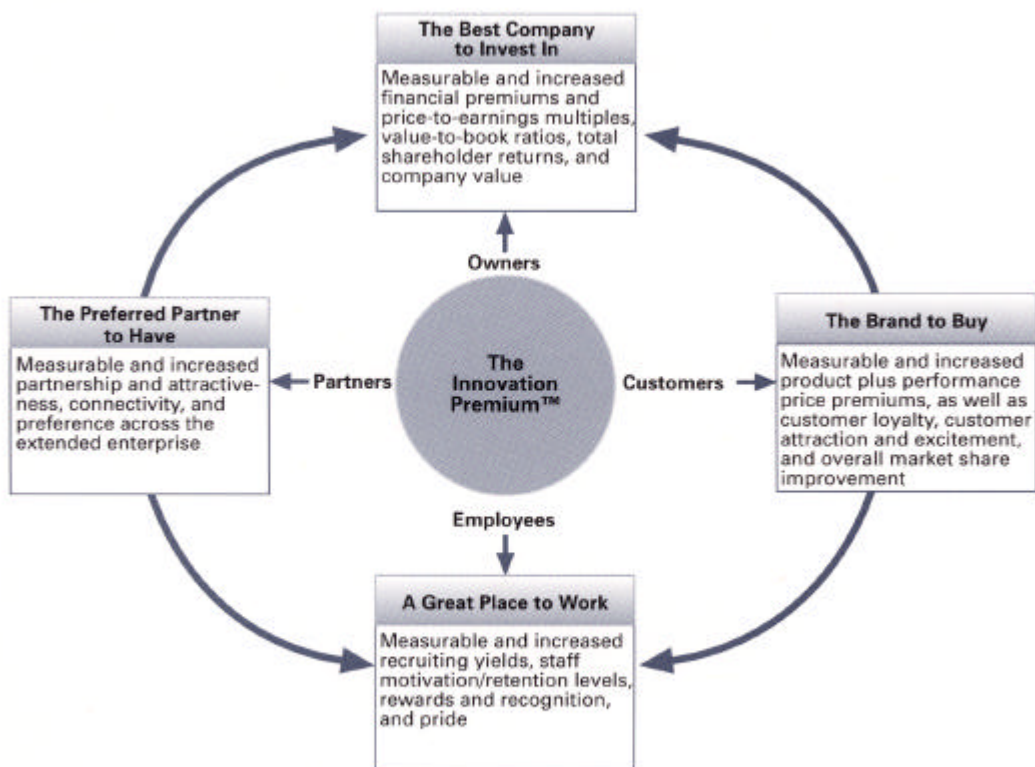 The Best Company
to Invest In
Measurable and increased
financial premiums and
price-to-earnings multiples,
value-to-book ratios, total
shareholder returns, and
company value
Owners
The Preferred Partner
to Have
Measurable and increased
partnership and attractive-
ness, connectivity, and
preference across the
extended enterprise
Partners
The
Innovation
Premium™
Customers
The Brand to Buy
Measurable and increased
product plus performance
price premiums, as well as
customer loyalty, customer
attraction and excitement,
and overall market share
improvement
Employees
A Great Place to Work
Measurable and increased
recruiting yields, staff
motivation/retention levels,
rewards and recognition,
and pride